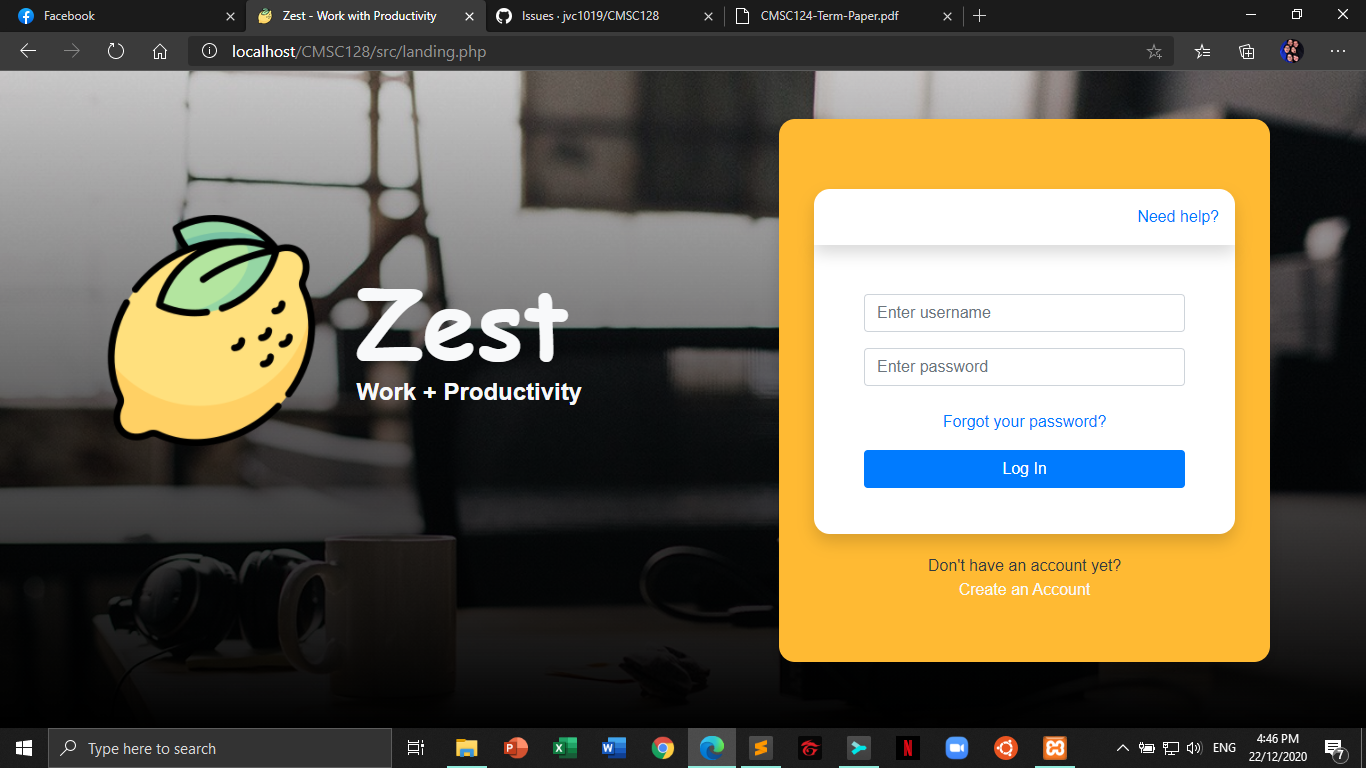 Facebook
Zest - Work with Productivity
Issues · jvc1019/CMSC128
CMSC124-Term-Paper.pdf
localhost/CMSC128/src/landing.php
Need help?
Zest
Work + Productivity
Enter username
Enter password
Forgot your password?
Log In
Don't have an account yet?
Create an Account
Type here to search
ENG
4:46 PM
22/12/2020
7